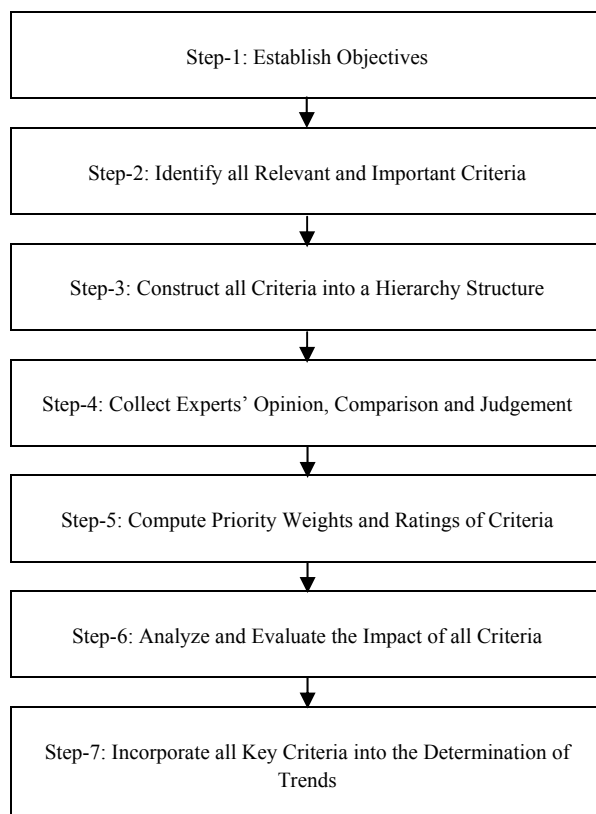 Step-1: Establish Objectives
Step-2: Identify all Relevant and Important Criteria
Step-3: Construct all Criteria into a Hierarchy Structure
Step-4: Collect Experts’ Opinion, Comparison and Judgement
Step-5: Compute Priority Weights and Ratings of Criteria
Step-6: Analyze and Evaluate the Impact of all Criteria
Step-7: Incorporate all Key Criteria into the Determination of
Trends